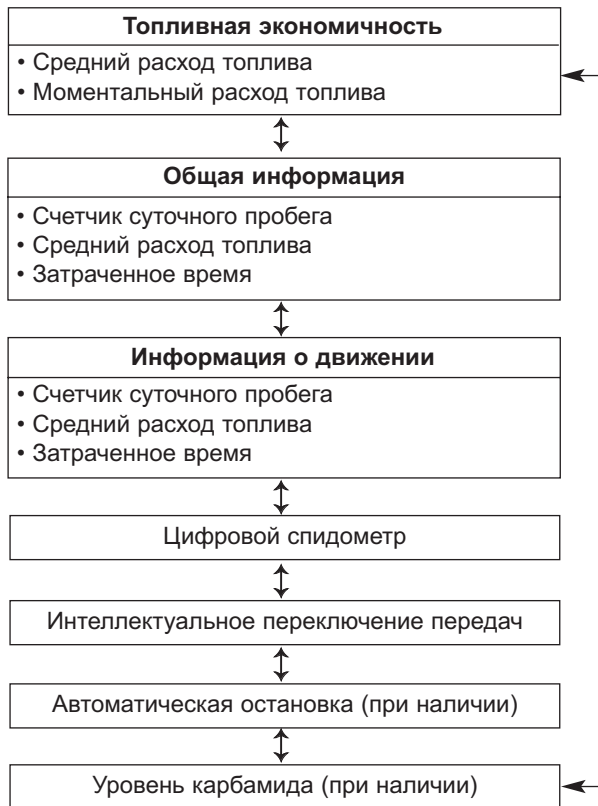 Топливная экономичность
• Средний расход топлива
• Моментальный расход топлива
Общая информация
• Счетчик суточного пробега
• Средний расход топлива
• Затраченное время
Информация о движении
• Счетчик суточного пробега
• Средний расход топлива
• Затраченное время
Цифровой спидометр
Интеллектуальное переключение передач
Автоматическая остановка (при наличии)
Уровень карбамида (при наличии)